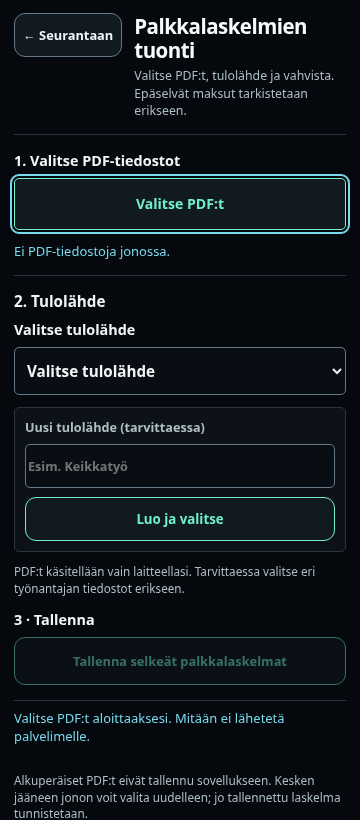 ← Seurantaan
Palkkalaskelmien
tuonti
Valitse PDF:t, tulolähde ja vahvista.
Epäselvät maksut tarkistetaan
erikseen.
1. Valitse PDF-tiedostot
Valitse PDF:t
Ei PDF-tiedostoja jonossa.
2. Tulolähde
Valitse tulolähde
Valitse tulolähde
Uusi tulolähde (tarvittaessa)
Esim. Keikkatyö
Luo ja valitse
PDF:t käsitellään vain laitteellasi. Tarvittaessa valitse eri
työnantajan tiedostot erikseen.
3 · Tallenna
Tallenna selkeät palkkalaskelmat
Valitse PDF:t aloittaaksesi. Mitään ei lähetetä
palvelimelle.
Alkuperäiset PDF:t eivät tallennu sovellukseen. Kesken
jääneen jonon voit valita uudelleen; jo tallennettu laskelma
tunnistetaan.